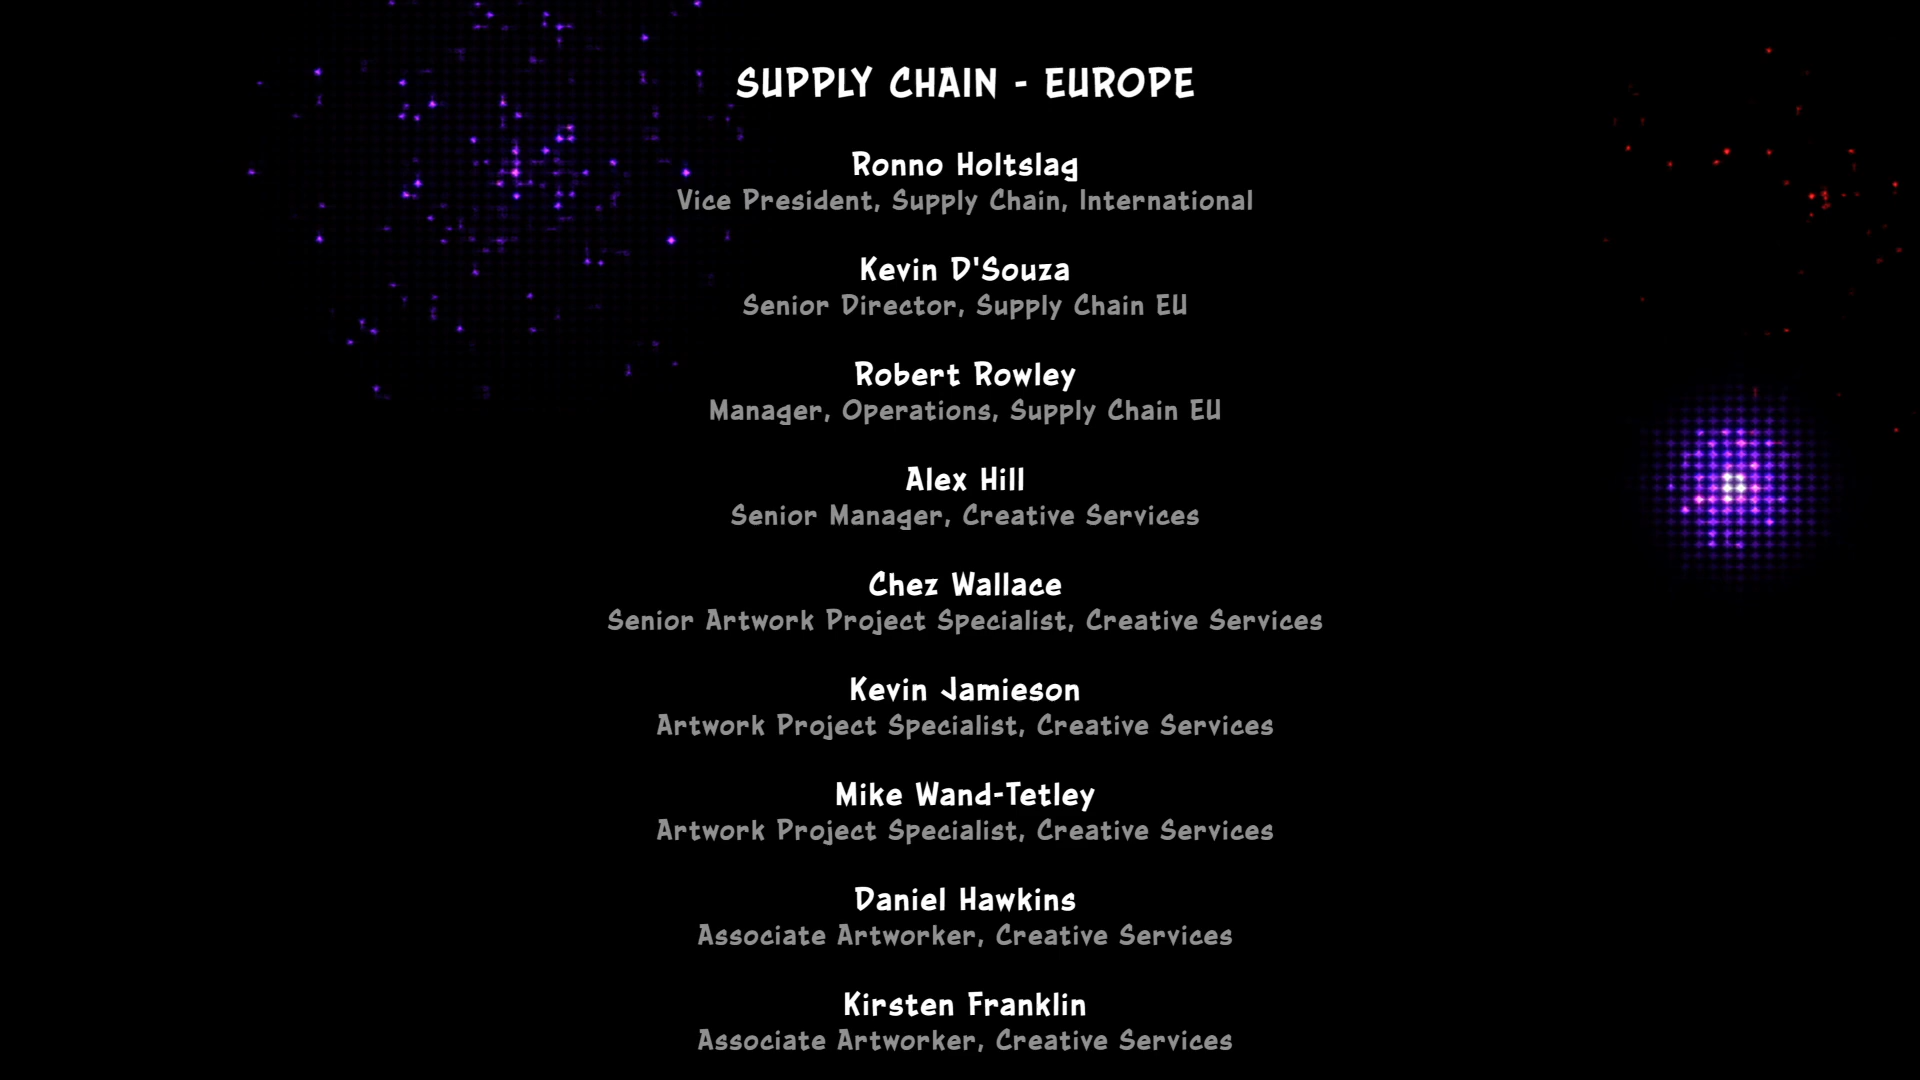 SUPPLY CHAIN - EUROPE
Ronno Holtslag
Vice President, Supply Chain, International
Kevin D'Souza
Senior Director, Supply Chain EU
Robert Rowley
Manager, Operations, Supply Chain EU
Alex Hill
Senior Manager, Creative Services
Chez Wallace
Senior Artwork Project Specialist, Creative Services
Kevin Jamieson
Artwork Project Specialist, Creative Services
Mike Wand-Tetley
Artwork Project Specialist, Creative Services
Daniel Hawkins
Associate Artworker, Creative Services
Kirsten Franklin
Associate Artworker, Creative Services